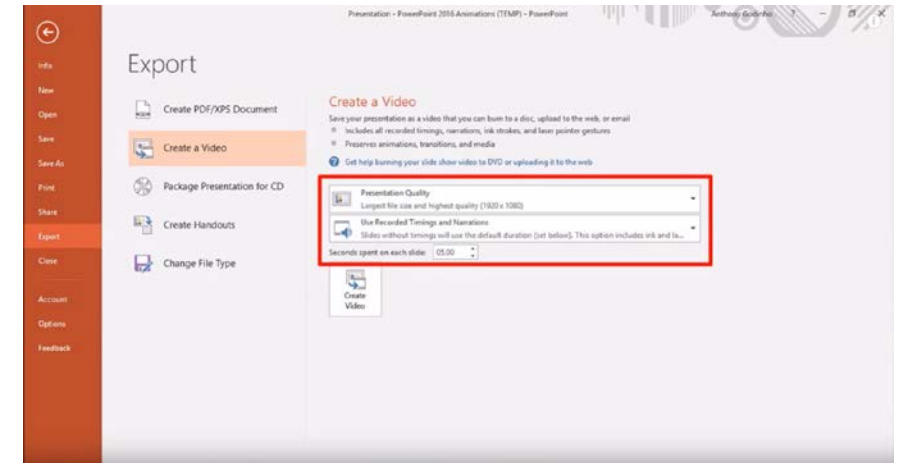 Presentation - PowerPoint 2016 Animations (TEMP) - PowerPoint
Anthony Godinho
?
Info
New
Open
Save
Save As
Print
Share
Export
Close
Account
Options
Feedback
Export
Create PDF/XPS Document
Create a Video
Package Presentation for CD
Create Handouts
Change File Type
Create a Video
Save your presentation as a video that you can burn to a disc, upload to the web, or email
Includes all recorded timings, narrations, ink strokes, and laser pointer gestures
Preserves animations, transitions, and media
Get help burning your slide show video to DVD or uploading it to the web
Presentation Quality
Largest file size and highest quality (1920 x 1080)
Use Recorded Timings and Narrations
Slides without timings will use the default duration (set below). This option includes ink and la...
Seconds spent on each slide: 05.00
Create
Video